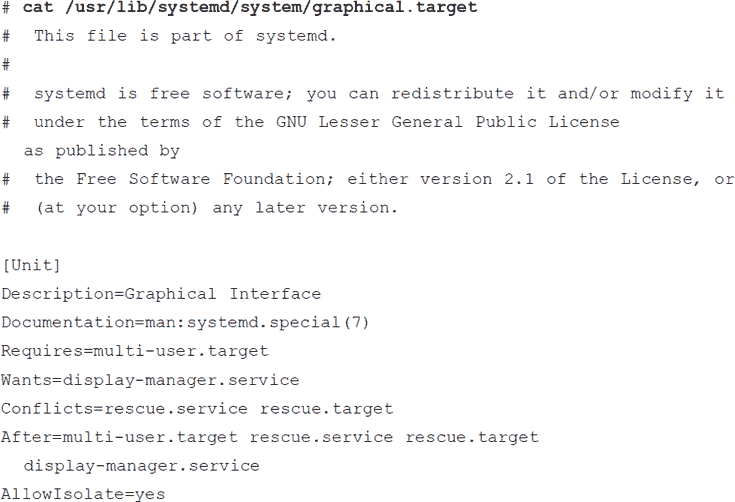 # cat /usr/lib/systemd/system/graphical.target
# This file is part of systemd.
#
# systemd is free software; you can redistribute it and/or modify it
# under the terms of the GNU Lesser General Public License
as published by
# the Free Software Foundation; either version 2.1 of the License, or
# (at your option) any later version.

[Unit]
Description=Graphical Interface
Documentation=man:systemd.special(7)
Requires=multi-user.target
Wants=display-manager.service
Conflicts=rescue.service rescue.target
After=multi-user.target rescue.service rescue.target
display-manager.service
AllowIsolate=yes